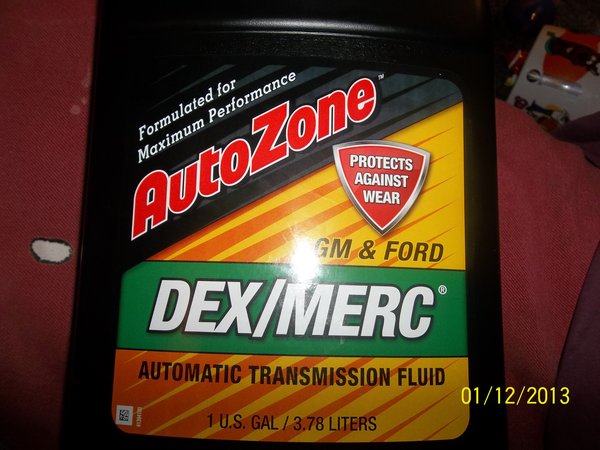 Formulated for
Maximum Performance
AutoZone™
PROTECTS
AGAINST
WEAR
GM & FORD
DEX/MERC®
AUTOMATIC TRANSMISSION FLUID
1 U.S. GAL / 3.78 LITERS
01/12/2013